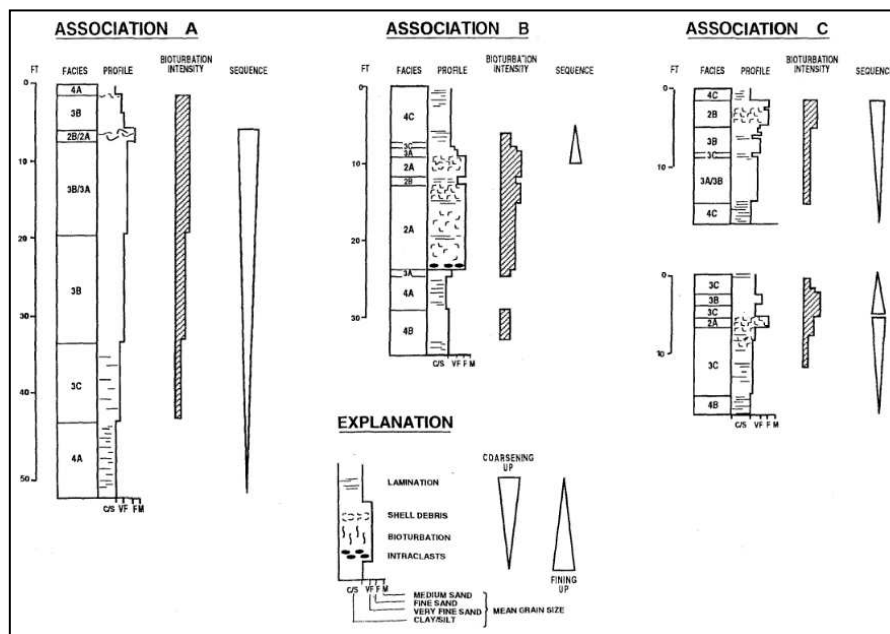 ASSOCIATION A
FT FACIES PROFILE BIOTURBATION INTENSITY SEQUENCE
0
4A
3B
2B/2A
10
3B/3A
20
3B
30
3C
40
4A
50
C/S VF F M
ASSOCIATION B
FT FACIES PROFILE BIOTURBATION INTENSITY SEQUENCE
0
4C
3C
3A
10
2A
2B
2A
20
3A
4A
30
4B
C/S VF F M
ASSOCIATION C
FT FACIES PROFILE BIOTURBATION INTENSITY SEQUENCE
0
4C
2B
3B
3C
10
3A/3B
4C
0
3C
3B
3C
2A
10
3C
4B
C/S VF F M
EXPLANATION
COARSENING UP
LAMINATION
SHELL DEBRIS
BIOTURBATION
INTRACLASTS
FINING UP
C/S VF F M
MEDIUM SAND
FINE SAND
VERY FINE SAND
CLAY/SILT
MEAN GRAIN SIZE